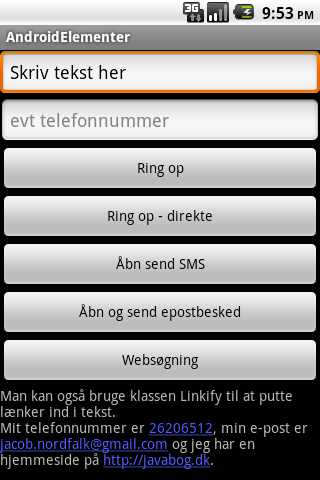 3G 9:53 PM
AndroidElementer
Skriv tekst her
evt telefonnummer
Ring op
Ring op - direkte
Åbn send SMS
Åbn og send epostbesked
Websøgning
Man kan også bruge klassen Linkify til at putte
lænker ind i tekst.
Mit telefonnummer er 26206512, min e-post er
jacob.nordfalk@gmail.com og jeg har en
hjemmeside på http://javabog.dk.